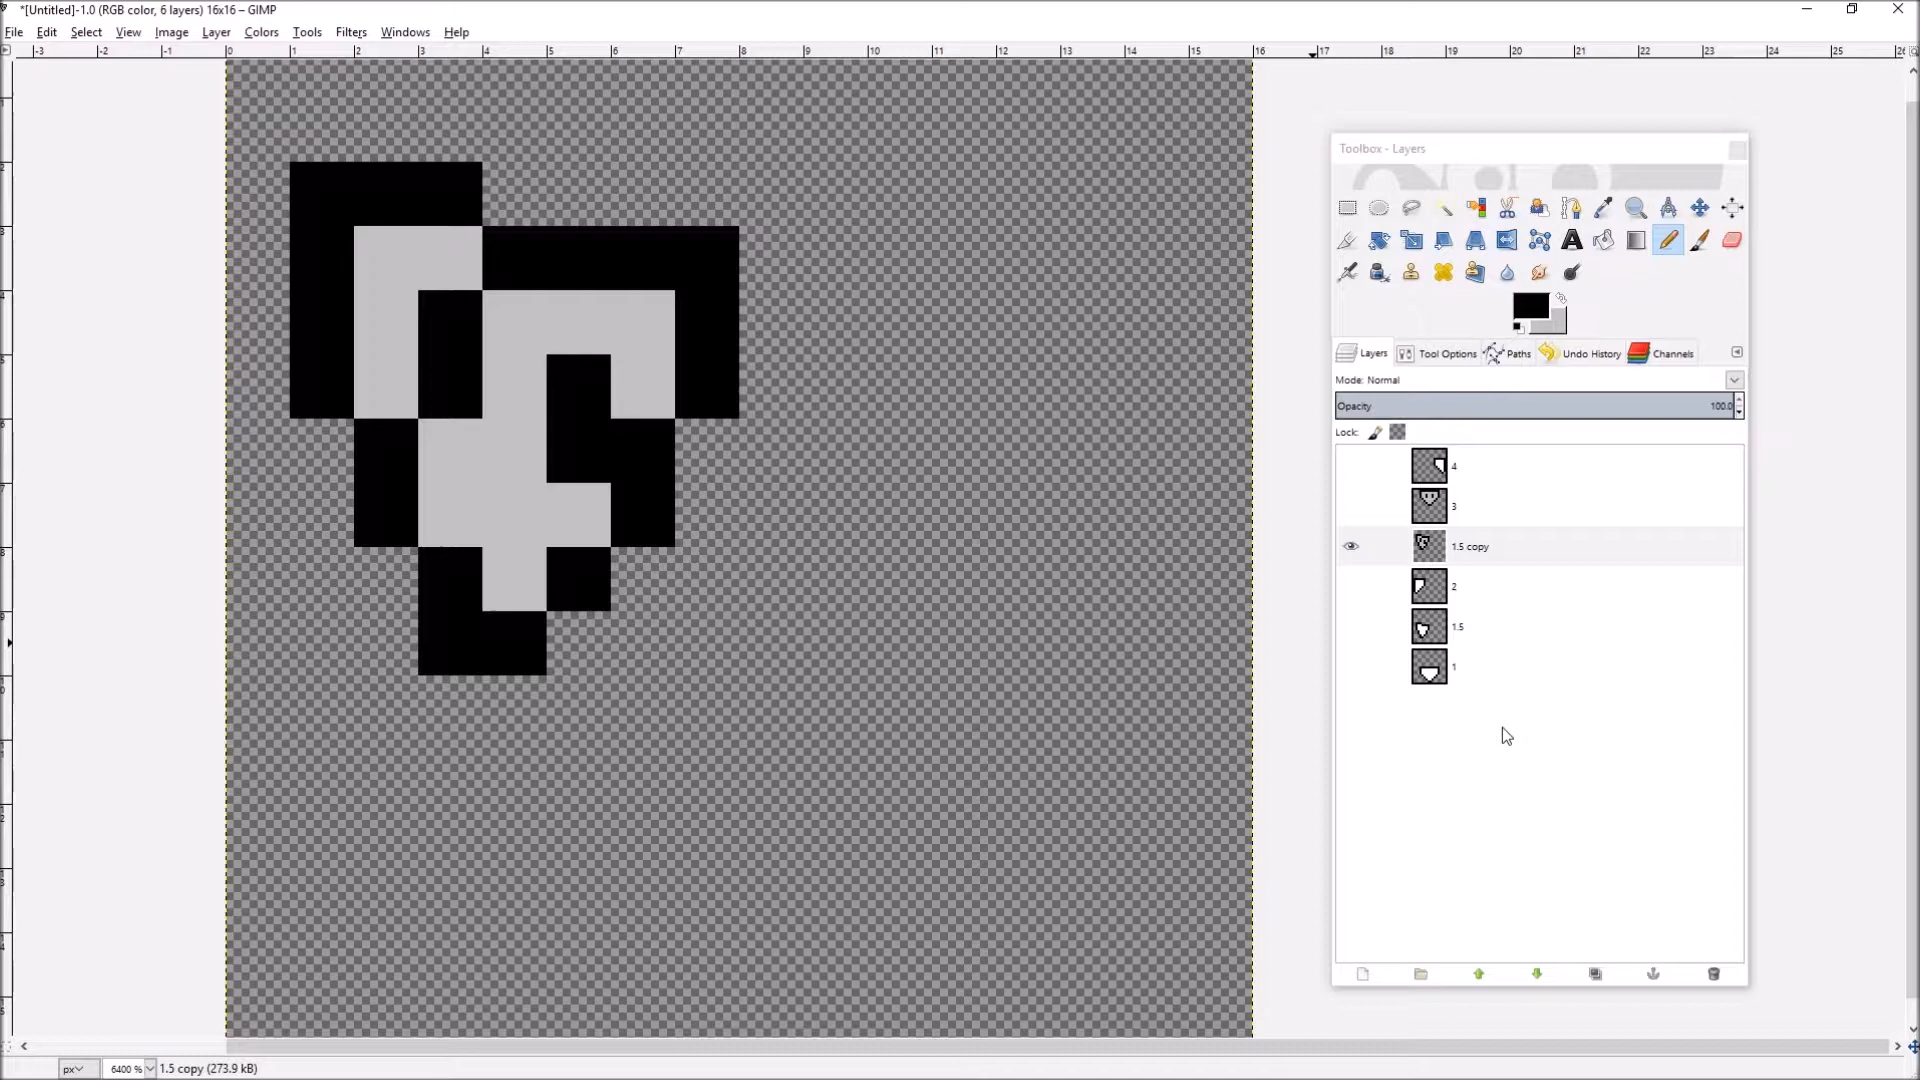 *[Untitled]-1.0 (RGB color, 6 layers) 16x16 – GIMP
File Edit Select View Image Layer Colors Tools Filters Windows Help
-3 -2 -1 0 1 2 3 4 5 6 7 8 9 10 11 12 13 14 15 16 17 18 19 20 21 22 23 24 25
Toolbox - Layers
Layers Tool Options Paths Undo History Channels
Mode: Normal
Opacity 100.0
Lock:
4
3
1.5 copy
2
1.5
1
px 6400 % 1.5 copy (273.9 kB)